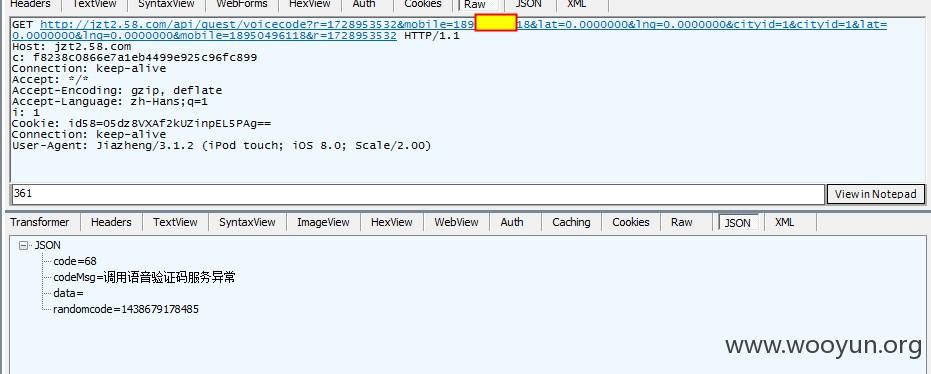 Headers TextView SyntaxView WebForms HexView Auth Cookies Raw JSON XML
GET http://jzt2.58.com/api/guest/voicecode?r=1728953532&mobile=189 18&lat=0.0000000&lng=0.0000000&cityid=1&cityid=1&lat=
0.0000000&lng=0.0000000&mobile=18950496118&r=1728953532 HTTP/1.1
Host: jzt2.58.com
c: f8238c0866e7a1eb4499e925c96fc899
Connection: keep-alive
Accept: */*
Accept-Encoding: gzip, deflate
Accept-Language: zh-Hans;q=1
i: 1
Cookie: id58=05dz8VXAf2kUZinpEL5PAg==
Connection: keep-alive
User-Agent: Jiazheng/3.1.2 (iPod touch; iOS 8.0; Scale/2.00)
361 View in Notepad
Transformer Headers TextView SyntaxView ImageView HexView WebView Auth Caching Cookies Raw JSON XML
JSON
code=68
codeMsg=调用语音验证码服务异常
data=
randomcode=1438679178485
www.wooyun.org